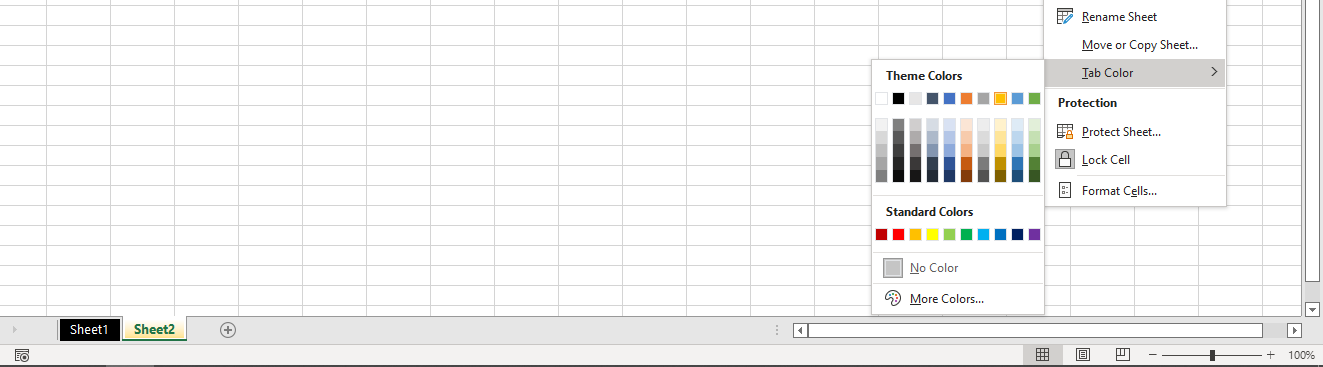 Rename Sheet
Move or Copy Sheet...
Tab Color
Protection
Protect Sheet...
Lock Cell
Format Cells...
Theme Colors
Standard Colors
No Color
More Colors...
Sheet1
Sheet2
100%